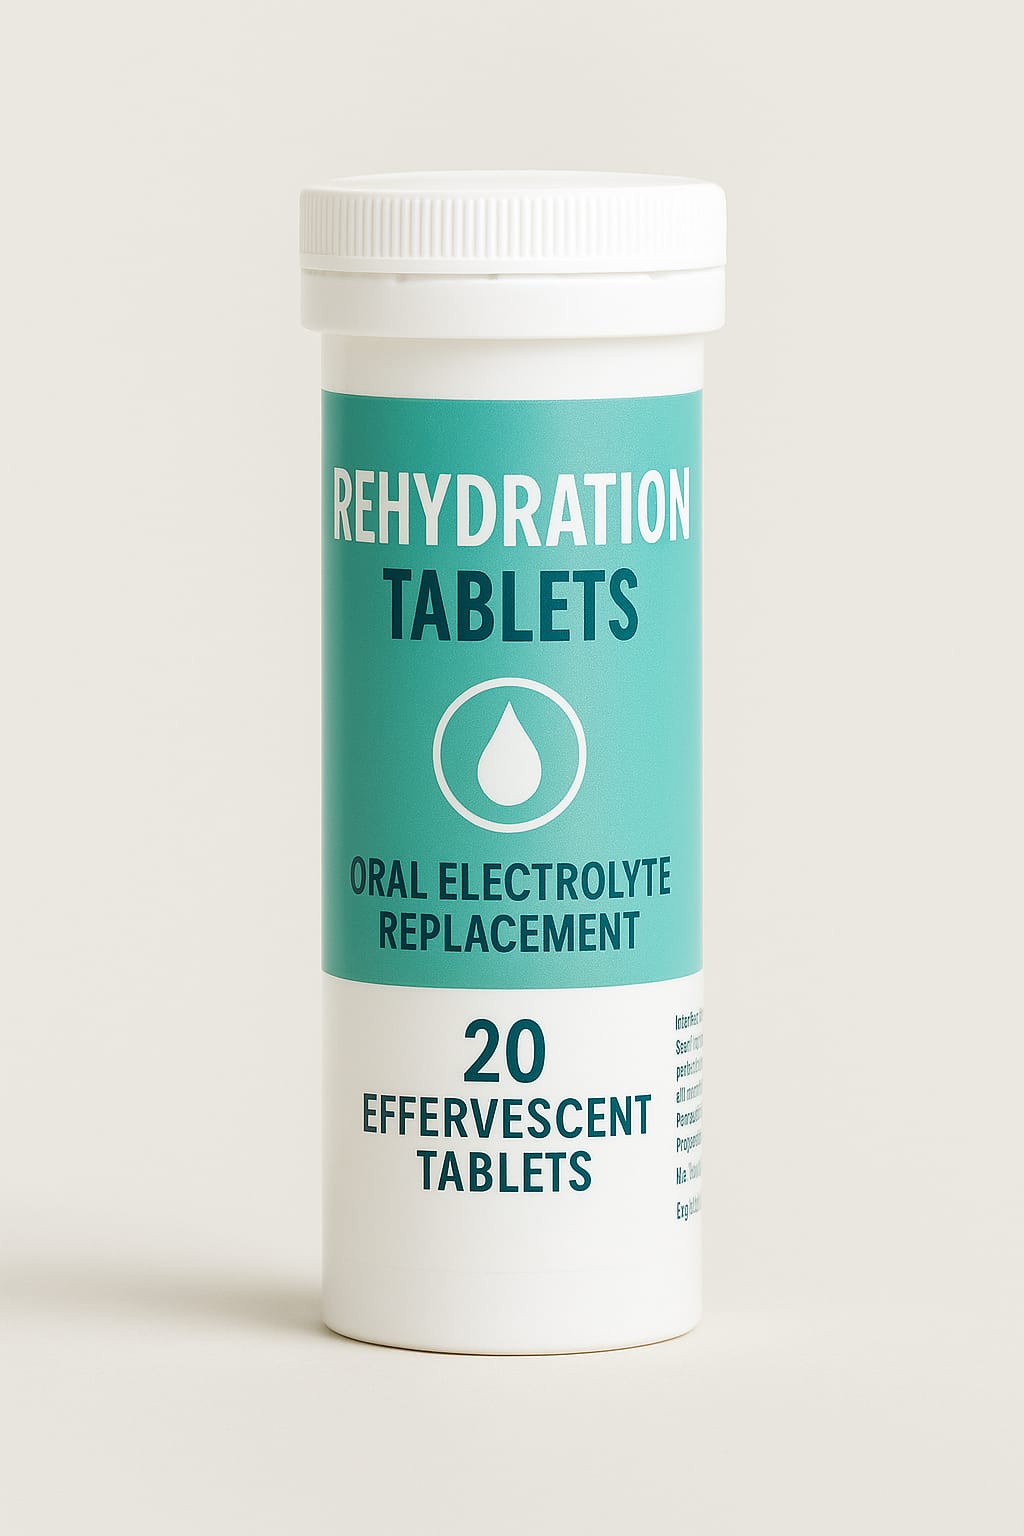 REHYDRATION
TABLETS
ORAL ELECTROLYTE
REPLACEMENT
20
EFFERVESCENT
TABLETS